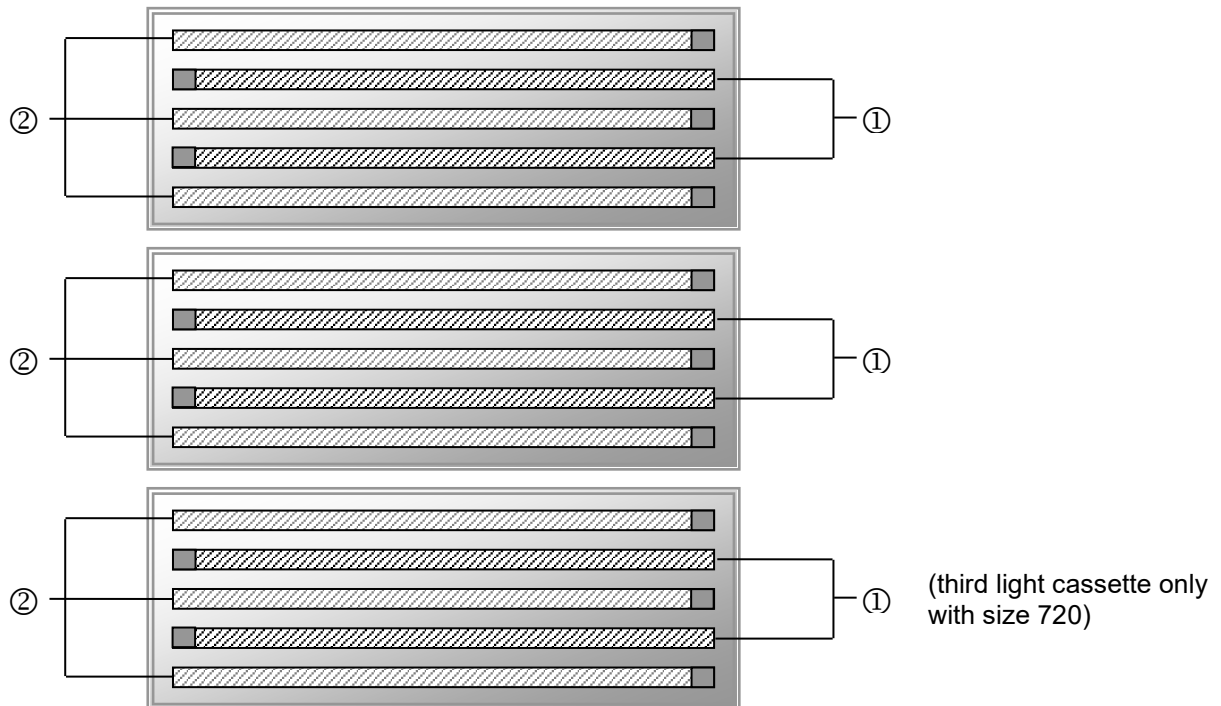 ② ①
② ①
② ① (third light cassette only
with size 720)